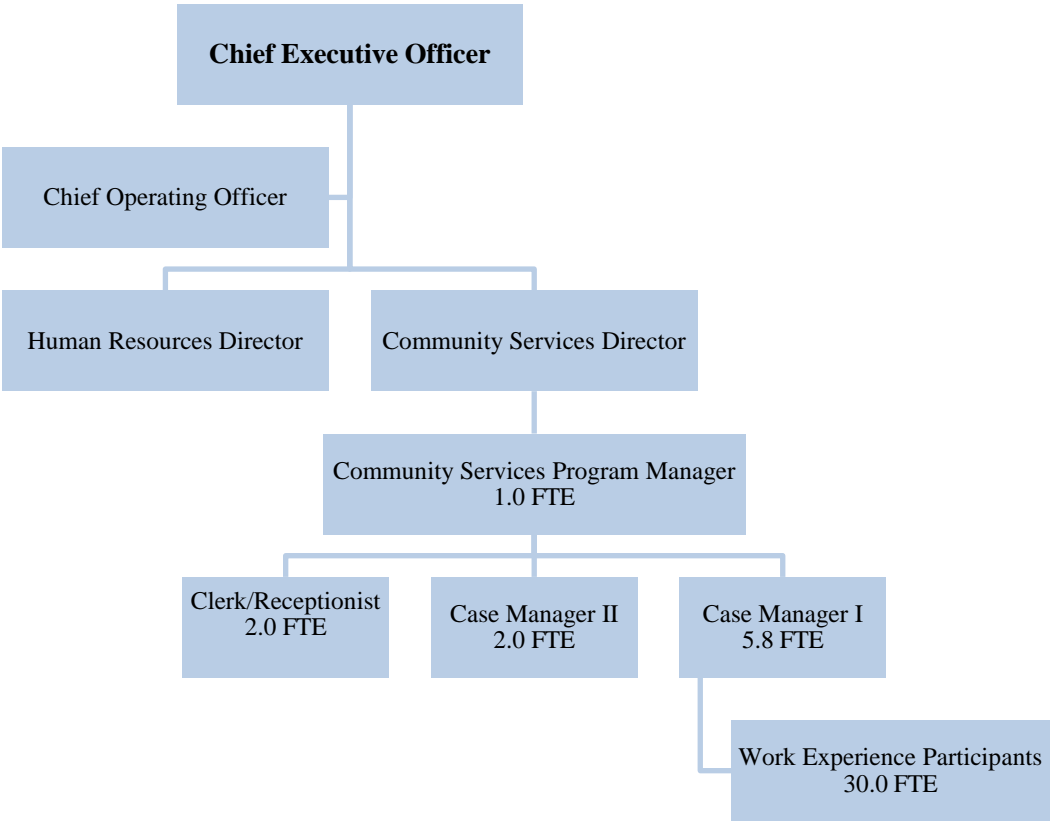 Chief Executive Officer
Chief Operating Officer
Human Resources Director
Community Services Director
Community Services Program Manager
1.0 FTE
Clerk/Receptionist
2.0 FTE
Case Manager II
2.0 FTE
Case Manager I
5.8 FTE
Work Experience Participants
30.0 FTE